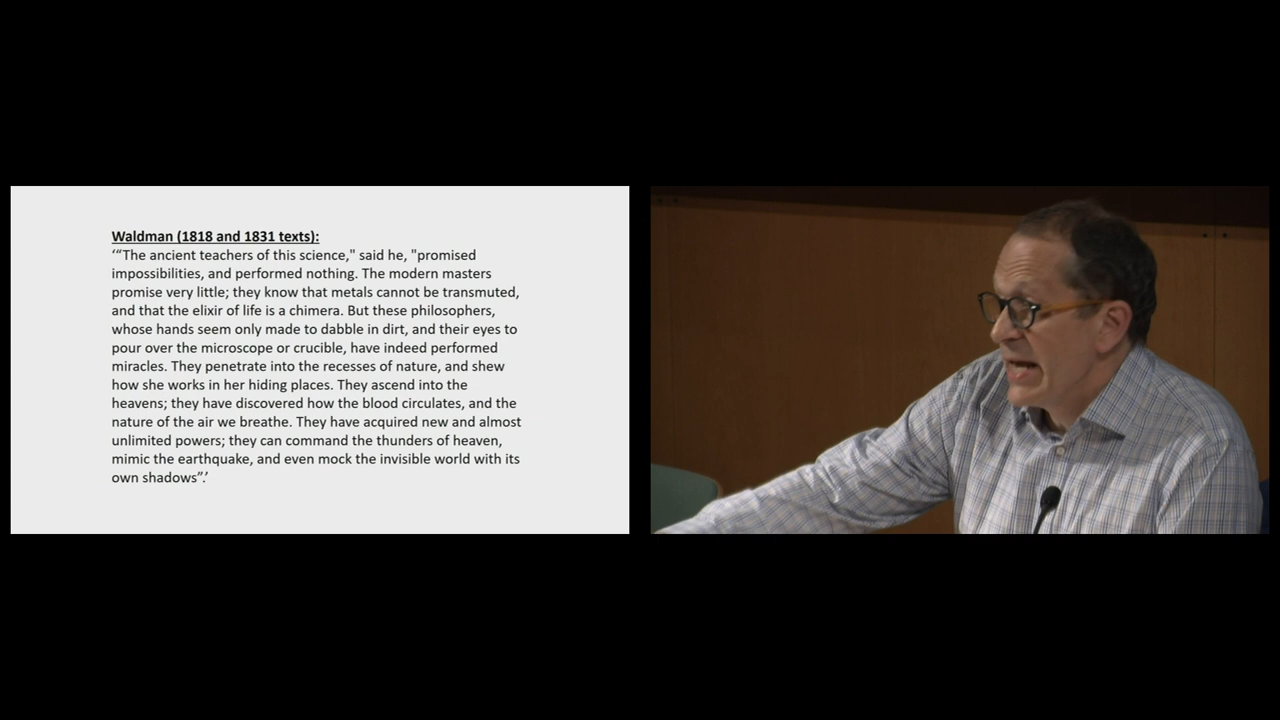 Waldman (1818 and 1831 texts):
‘“The ancient teachers of this science," said he, "promised
impossibilities, and performed nothing. The modern masters
promise very little; they know that metals cannot be transmuted,
and that the elixir of life is a chimera. But these philosophers,
whose hands seem only made to dabble in dirt, and their eyes to
pour over the microscope or crucible, have indeed performed
miracles. They penetrate into the recesses of nature, and shew
how she works in her hiding places. They ascend into the
heavens; they have discovered how the blood circulates, and the
nature of the air we breathe. They have acquired new and almost
unlimited powers; they can command the thunders of heaven,
mimic the earthquake, and even mock the invisible world with its
own shadows”.’